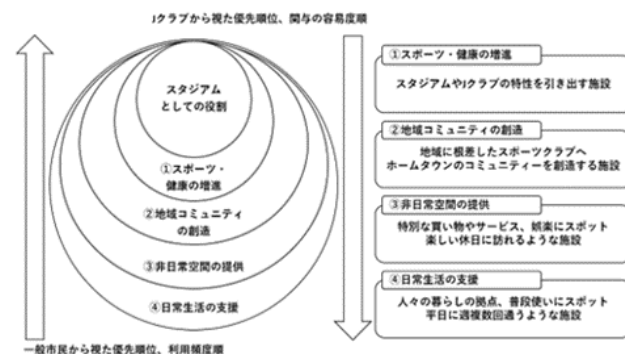 Jクラブから視た優先順位、関与の容易度順
スタジアム
としての役割
①スポーツ・
健康の増進
②地域コミュニティ
の創造
③非日常空間の提供
④日常生活の支援
①スポーツ・健康の増進
スタジアムやJクラブの特性を引き出す施設
②地域コミュニティの創造
地域に根差したスポーツクラブへ
ホームタウンのコミュニティーを創造する施設
③非日常空間の提供
特別な買い物やサービス、娯楽にスポット
楽しい休日に訪れるような施設
④日常生活の支援
人々の暮らしの拠点、普段使いにスポット
平日に週複数回通うような施設
一般市民から視た優先順位、利用頻度順